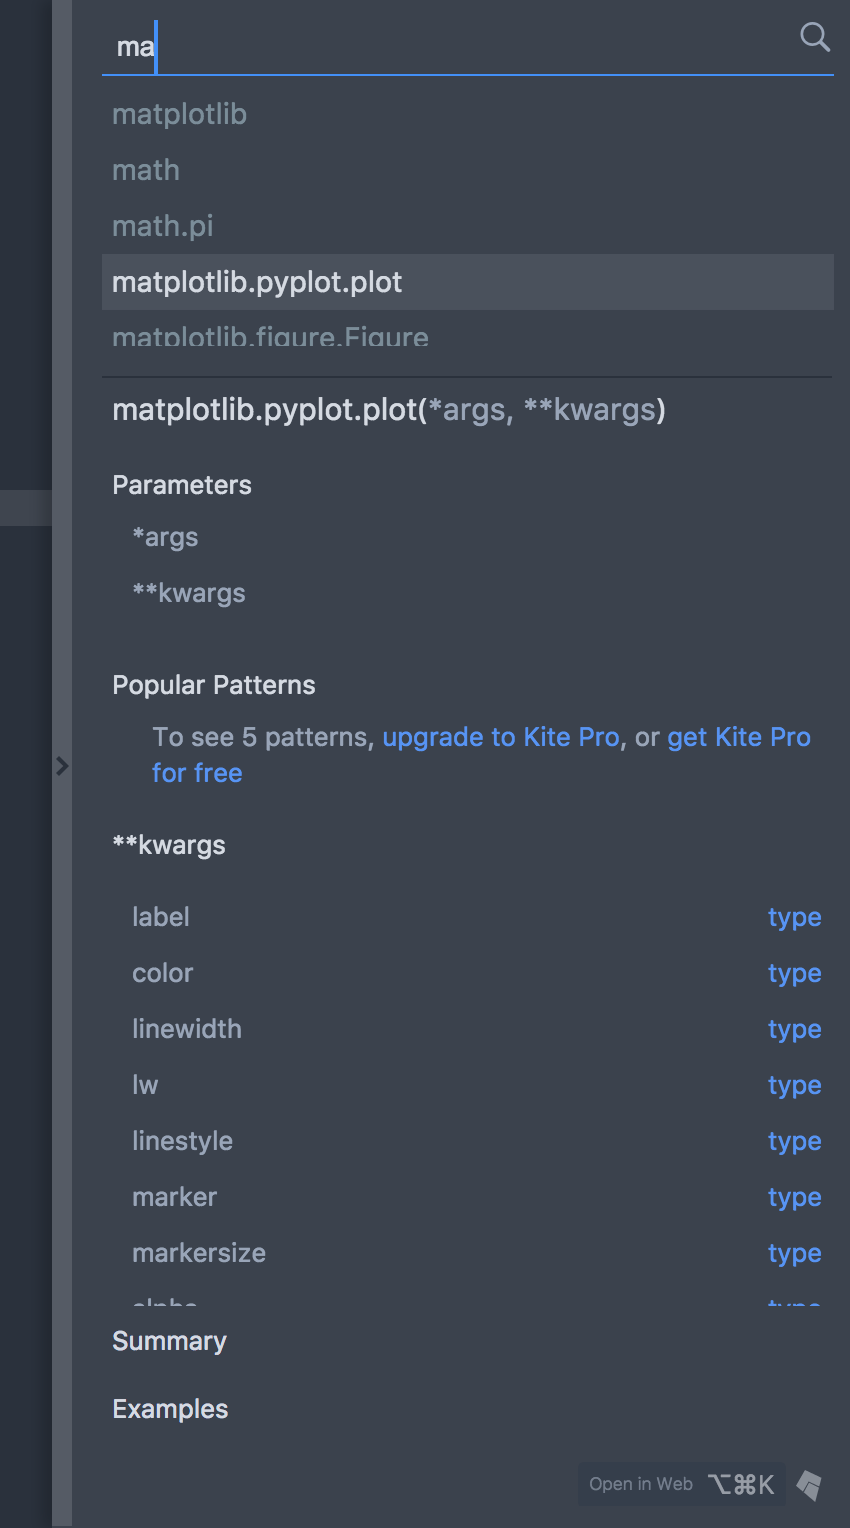 ma
matplotlib
math
math.pi
matplotlib.pyplot.plot
matplotlib.figure.Figure
matplotlib.pyplot.plot(*args, **kwargs)
Parameters
*args
**kwargs
Popular Patterns
To see 5 patterns, upgrade to Kite Pro, or get Kite Pro
for free
**kwargs
label type
color type
linewidth type
lw type
linestyle type
marker type
markersize type
alpha type
Summary
Examples
Open in Web ⌥⌘K